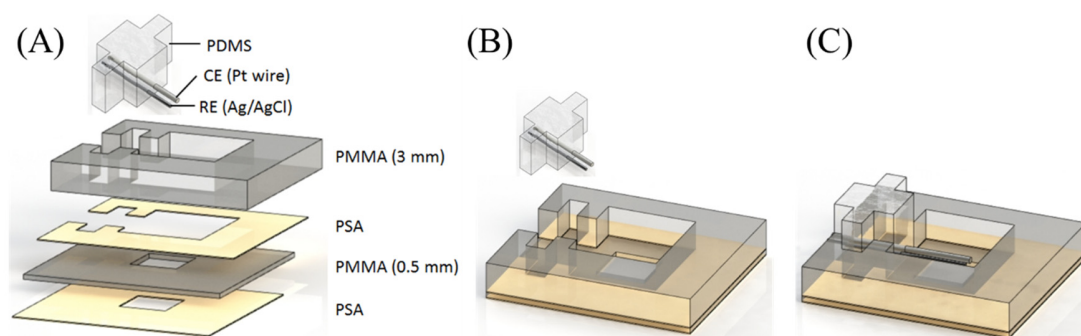 (A)
PDMS
CE (Pt wire)
RE (Ag/AgCl)
PMMA (3 mm)
PSA
PMMA (0.5 mm)
PSA
(B)
(C)